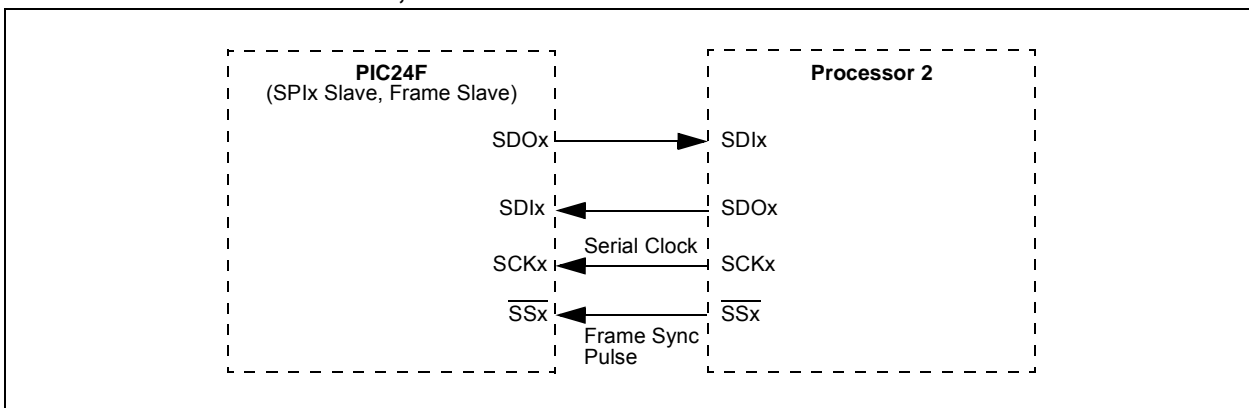 PIC24F
(SPIx Slave, Frame Slave)
Processor 2
SDOx
SDIx
SDIx
SDOx
Serial Clock
SCKx
SCKx
SSx
SSx
Frame Sync
Pulse